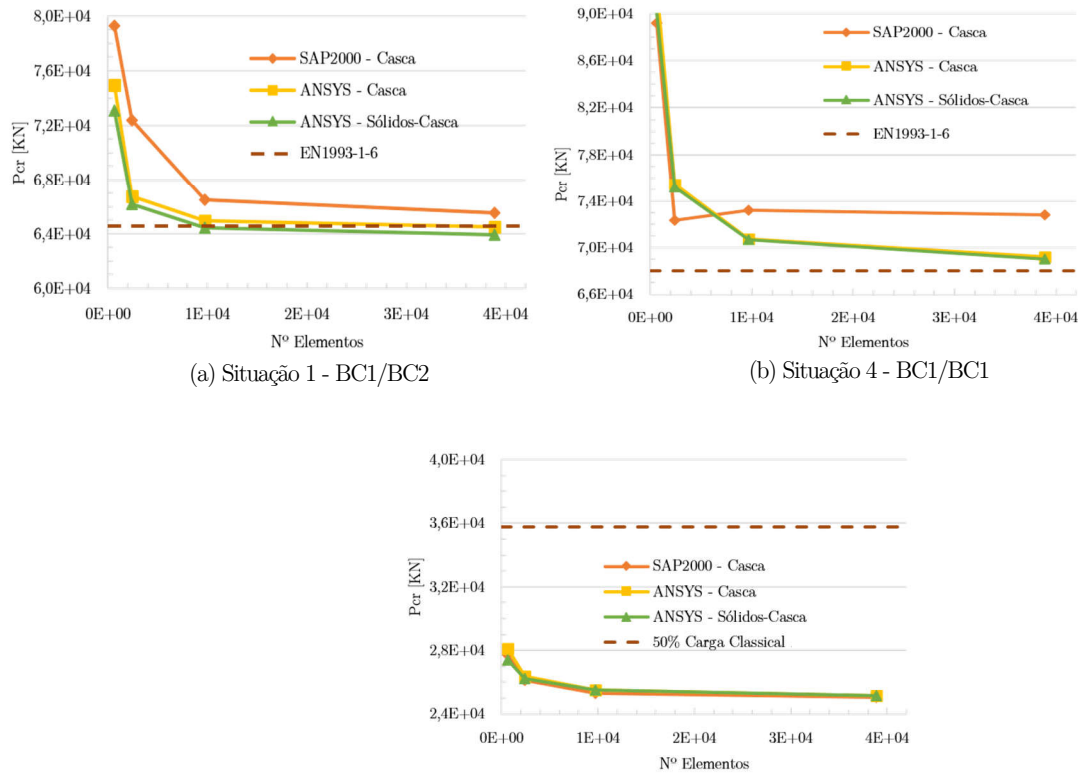 8,0E+04
7,6E+04
7,2E+04
6,8E+04
6,4E+04
6,0E+04
Pcr [KN]
SAP2000 - Casca
ANSYS - Casca
ANSYS - Sólidos-Casca
EN1993-1-6
0E+00 1E+04 2E+04 3E+04 4E+04
Nº Elementos
(a) Situação 1 - BC1/BC2
9,0E+04
8,6E+04
8,2E+04
7,8E+04
7,4E+04
7,0E+04
6,6E+04
Pcr [KN]
SAP2000 - Casca
ANSYS - Casca
ANSYS - Sólidos-Casca
EN1993-1-6
0E+00 1E+04 2E+04 3E+04 4E+04
Nº Elementos
(b) Situação 4 - BC1/BC1
4,0E+04
3,6E+04
3,2E+04
2,8E+04
2,4E+04
Pcr [KN]
SAP2000 - Casca
ANSYS - Casca
ANSYS - Sólidos-Casca
50% Carga Classical
0E+00 1E+04 2E+04 3E+04 4E+04
Nº Elementos